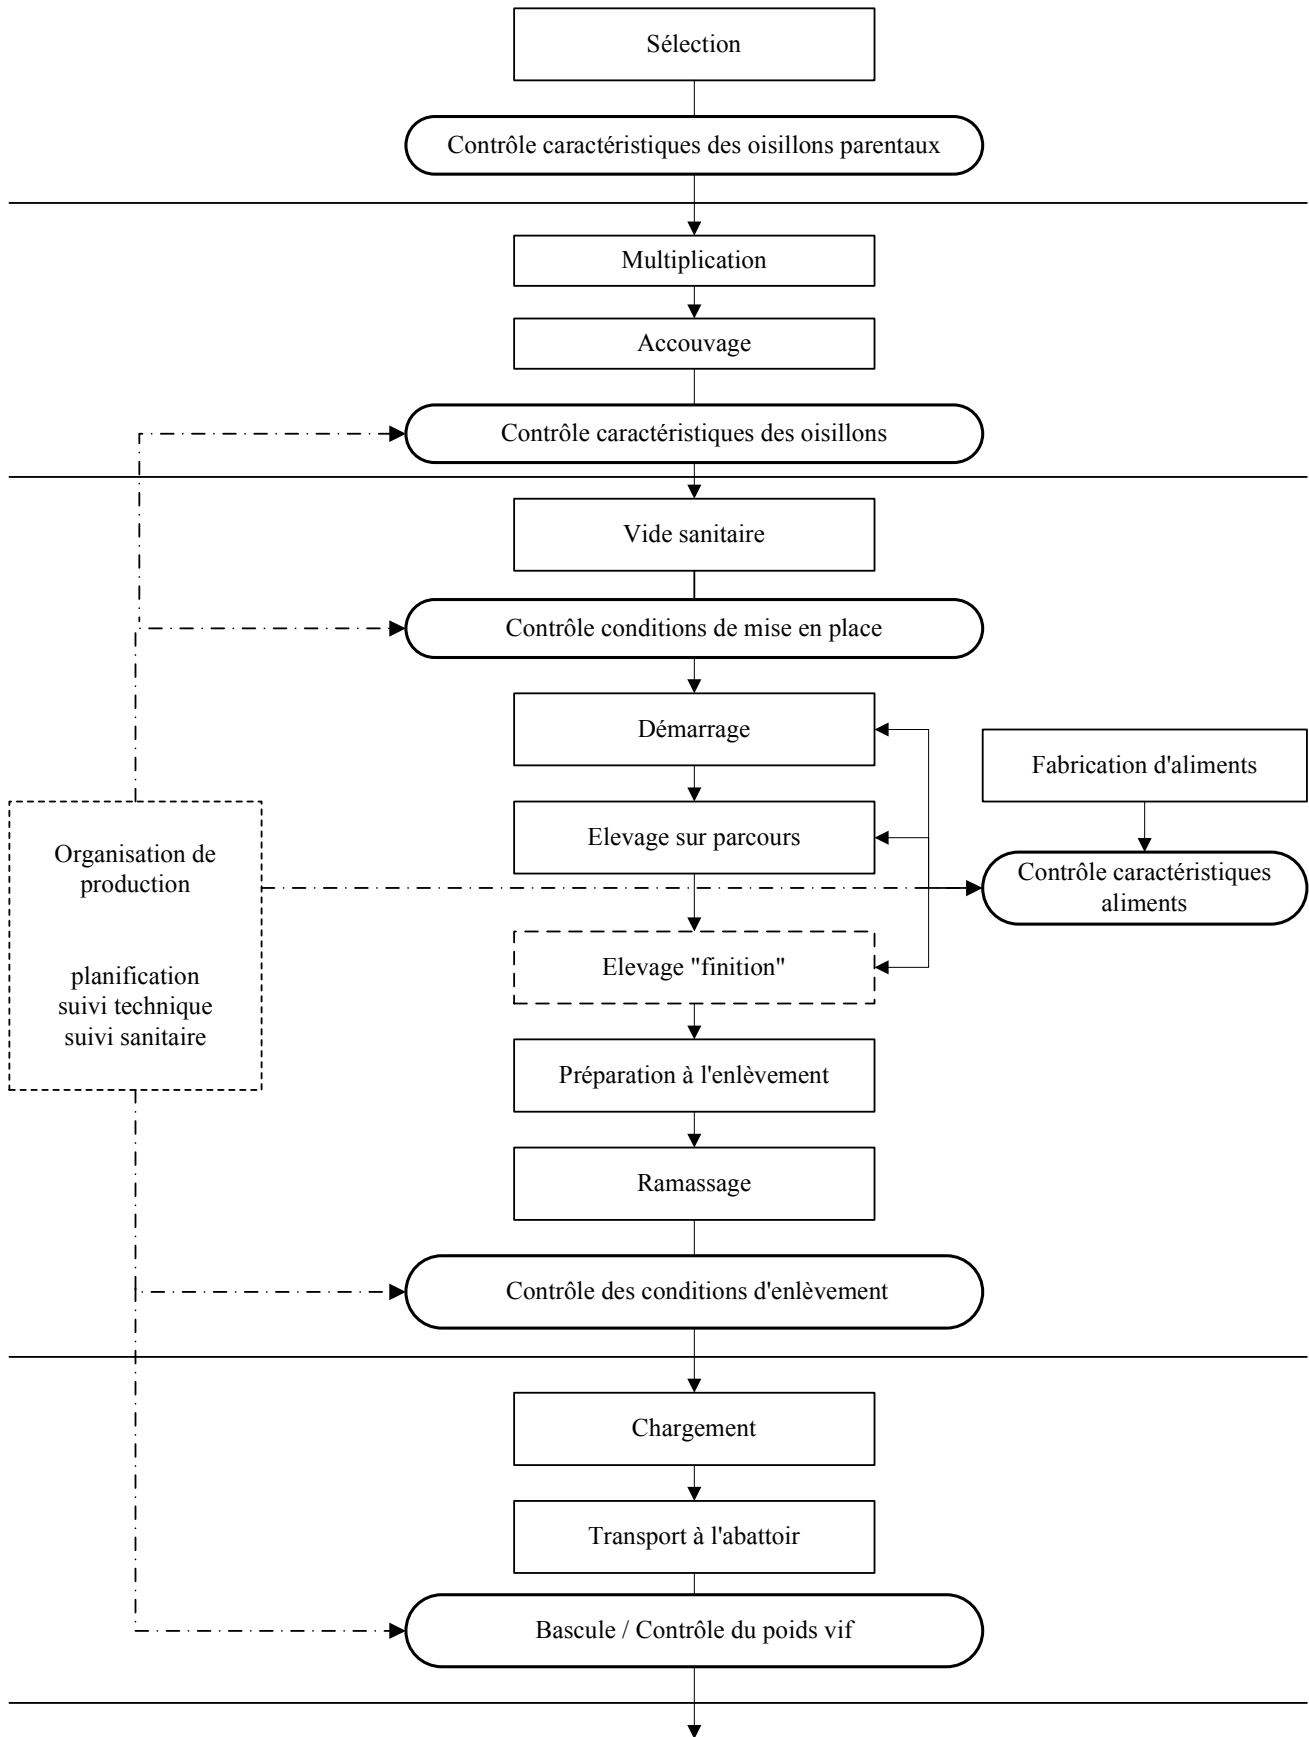 Sélection
Contrôle caractéristiques des oisillons parentaux
Multiplication
Accouvage
Contrôle caractéristiques des oisillons
Vide sanitaire
Contrôle conditions de mise en place
Démarrage
Fabrication d'aliments
Elevage sur parcours
Organisation de
production
Contrôle caractéristiques
aliments
Elevage "finition"
planification
suivi technique
suivi sanitaire
Préparation à l'enlèvement
Ramassage
Contrôle des conditions d'enlèvement
Chargement
Transport à l'abattoir
Bascule / Contrôle du poids vif